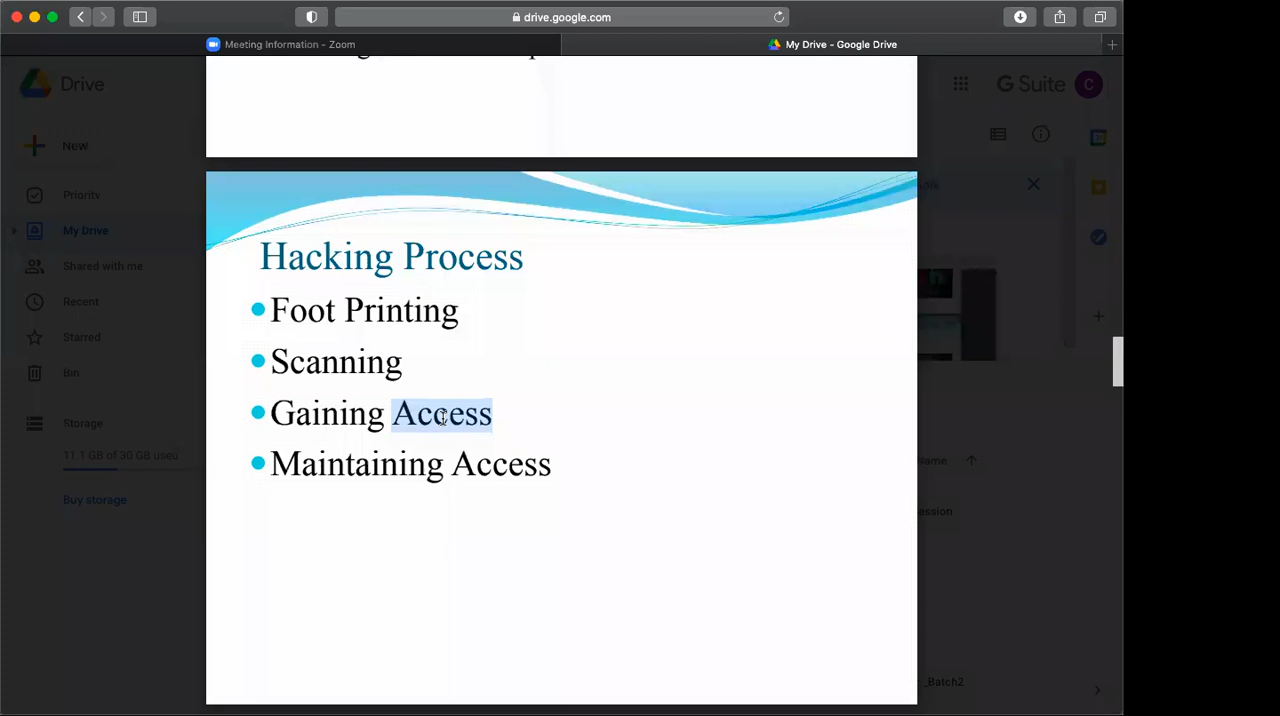 drive.google.com
Meeting Information - Zoom
My Drive - Google Drive
Drive
G Suite
C
New
Priority
My Drive
Shared with me
Recent
Starred
Bin
Storage
11.1 GB of 30 GB used
Buy storage
Hacking Process
Foot Printing
Scanning
Gaining Access
Maintaining Access
Name
_Batch2